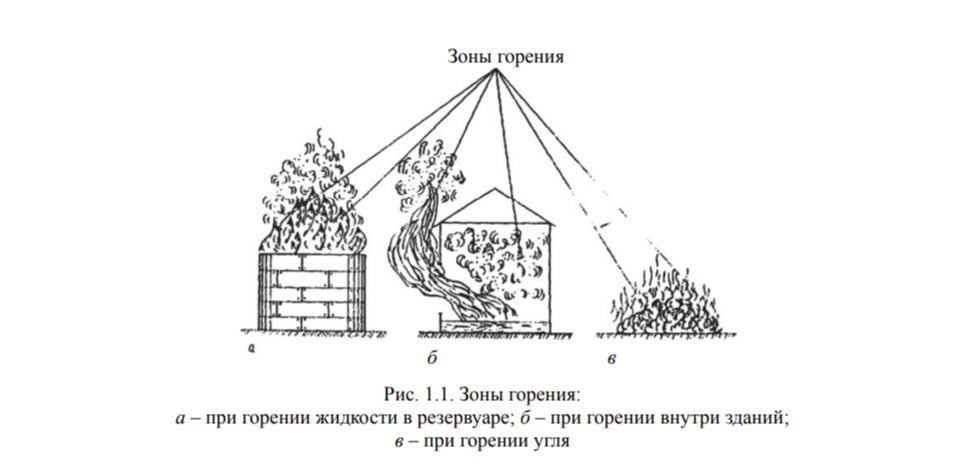 Зоны горения
а
б
в
Рис. 1.1. Зоны горения:
а – при горении жидкости в резервуаре; б – при горении внутри зданий;
в – при горении угля